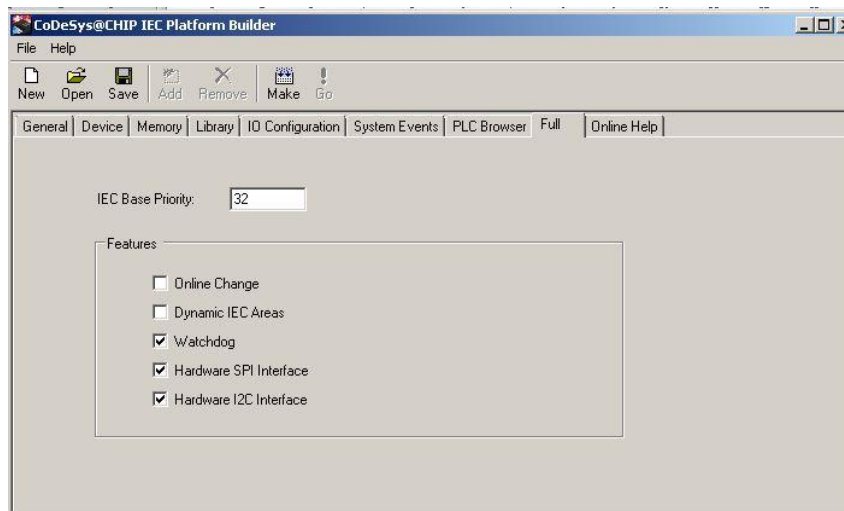 CoDeSys@CHIP IEC Platform Builder
File Help
New Open Save Add Remove Make Go
General Device Memory Library IO Configuration System Events PLC Browser Full Online Help
IEC Base Priority: 32
Features
Online Change
Dynamic IEC Areas
Watchdog
Hardware SPI Interface
Hardware I2C Interface